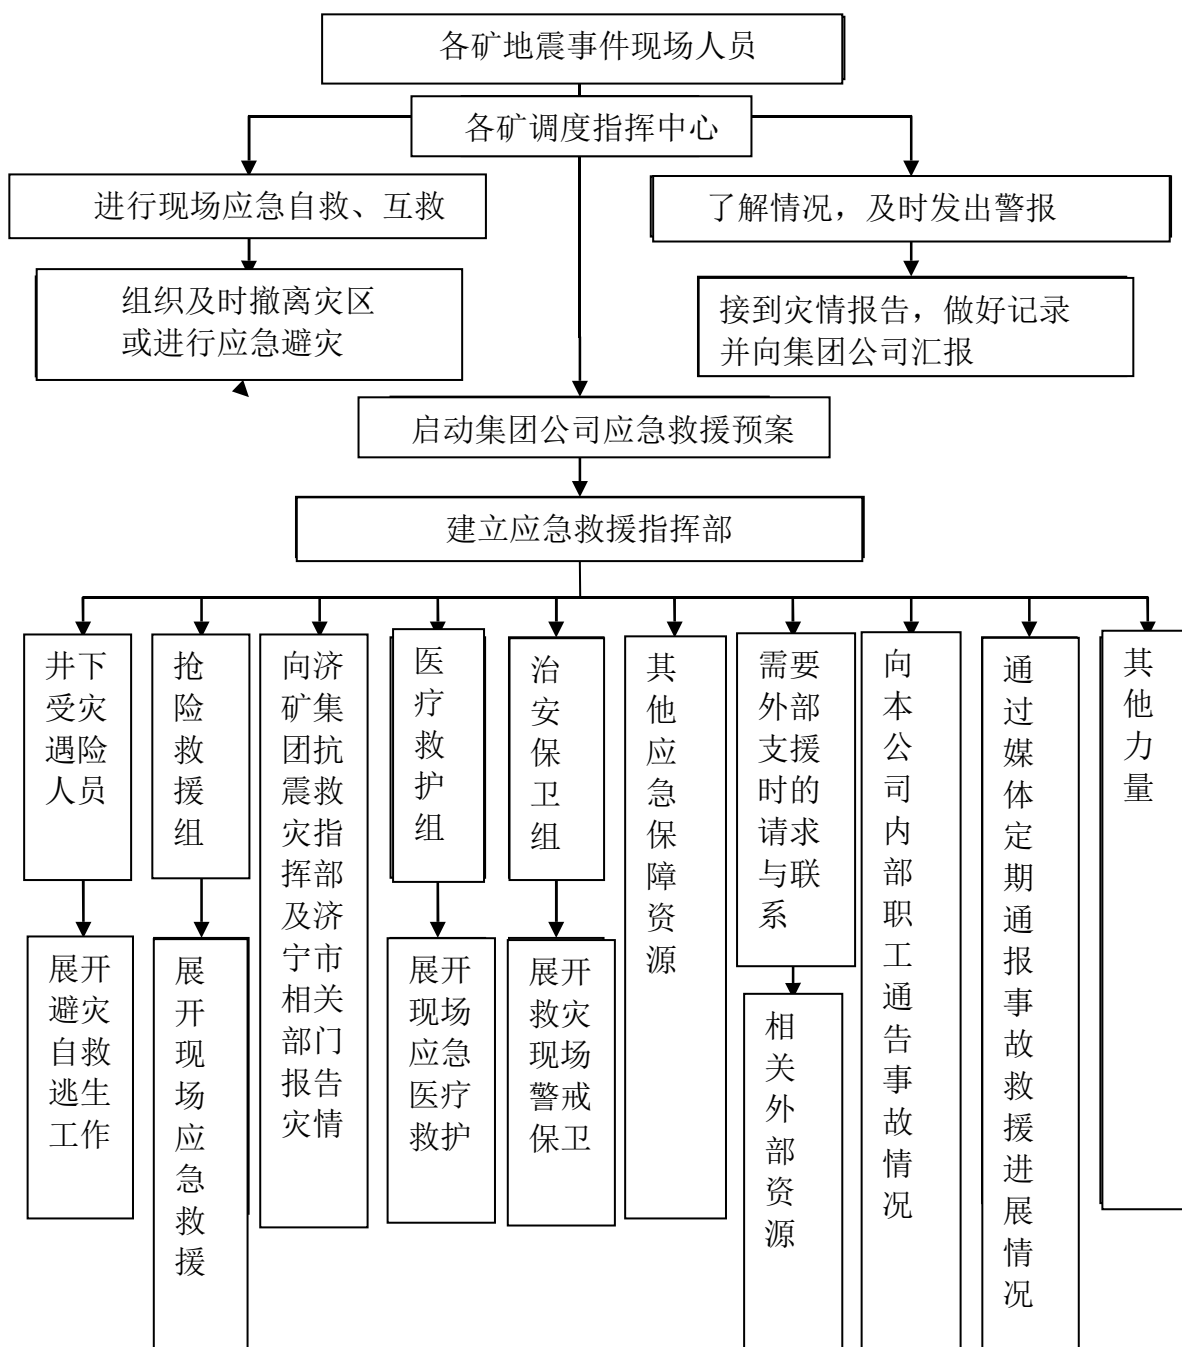 各矿地震事件现场人员
各矿调度指挥中心
进行现场应急自救、互救
了解情况，及时发出警报
组织及时撤离灾区
或进行应急避灾
接到灾情报告，做好记录
并向集团公司汇报
启动集团公司应急救援预案
建立应急救援指挥部
井下
受灾
遇险
人员
抢险救援组
向济
矿集
团抗
震救
灾指
挥部
及济
宁市
相关
部门
报告
灾情
医疗救护组
治安保卫组
其他应急保障资源
需要
外部
支援
时的
请求
与联
系
向本公司内部职工通告事故情况
通过媒体定期通报事故救援进展情况
其他力量
展开
避灾
自救
逃生
工作
展开现场应急救援
展开
现场
应急
医疗
救护
展开
救灾
现场
警戒
保卫
相关外部资源